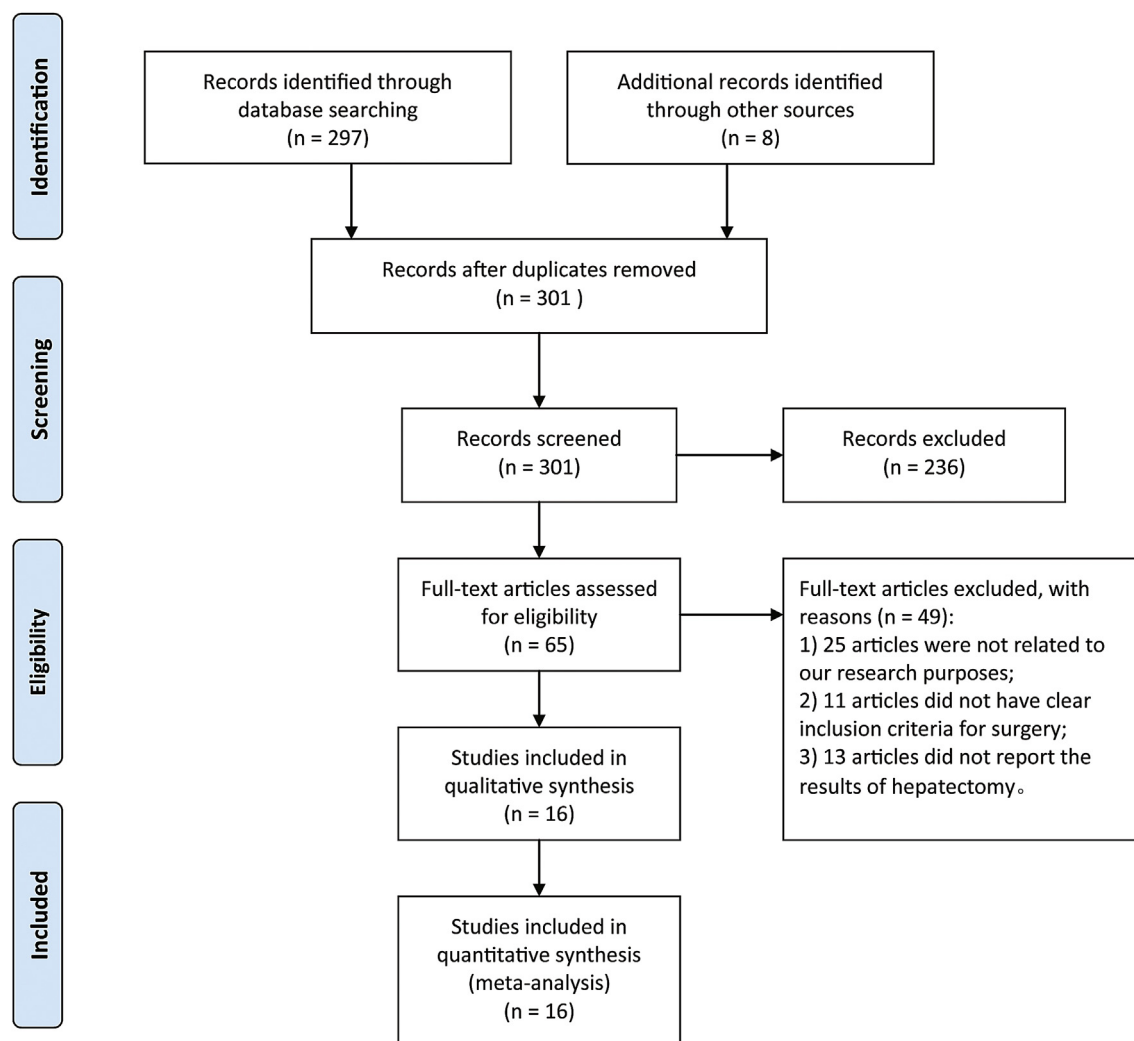 Identification
Records identified through
database searching
(n = 297)
Additional records identified
through other sources
(n = 8)
Records after duplicates removed
(n = 301 )
Screening
Records screened
(n = 301)
Records excluded
(n = 236)
Eligibility
Full-text articles assessed
for eligibility
(n = 65)
Full-text articles excluded, with
reasons (n = 49):
1) 25 articles were not related to
our research purposes;
2) 11 articles did not have clear
inclusion criteria for surgery;
3) 13 articles did not report the
results of hepatectomy。
Studies included in
qualitative synthesis
(n = 16)
Included
Studies included in
quantitative synthesis
(meta-analysis)
(n = 16)